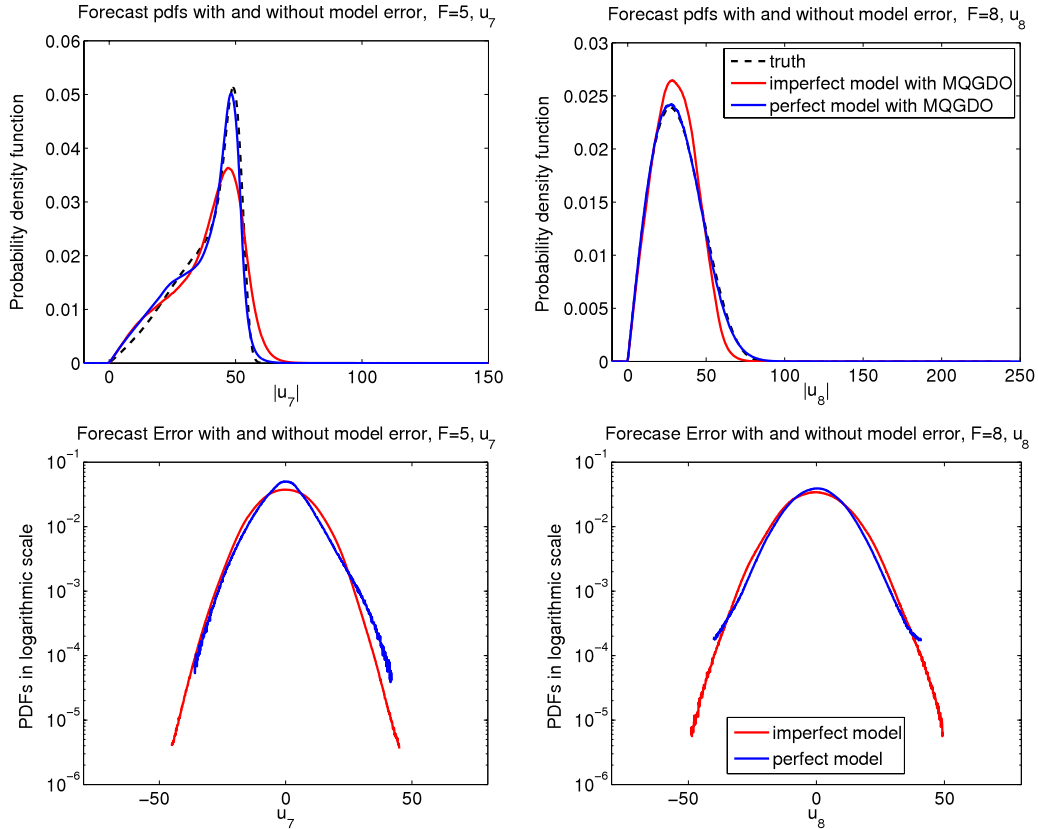 Forecast pdfs with and without model error, F=5, u7
Probability density function
0.06
0.05
0.04
0.03
0.02
0.01
0
0 50 100 150
|u7|
Forecast pdfs with and without model error, F=8, u8
Probability density function
0.03
0.025
0.02
0.015
0.01
0.005
0
0 50 100 150 200 250
|u8|
truth
imperfect model with MQGDO
perfect model with MQGDO
Forecast Error with and without model error, F=5, u7
PDFs in logarithmic scale
10−1
10−2
10−3
10−4
10−5
10−6
−50 0 50
u7
Forecase Error with and without model error, F=8, u8
PDFs in logarithmic scale
10−1
10−2
10−3
10−4
10−5
10−6
−50 0 50
u8
imperfect model
perfect model